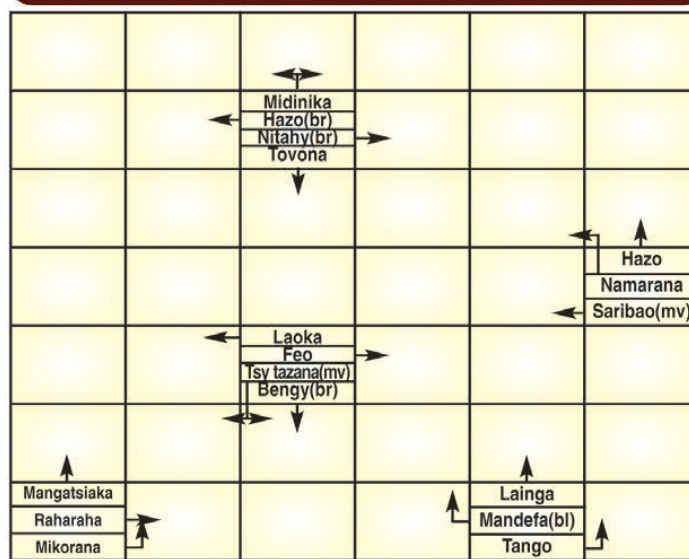 Midinika
Hazo(br)
Nitahy(br)
Tovona
Hazo
Namarana
Saribao(mv)
Laoka
Feo
Tsy tazana(mv)
Bengy(br)
Mangatsiaka
Raharaha
Mikorana
Lainga
Mandefa(bl)
Tango